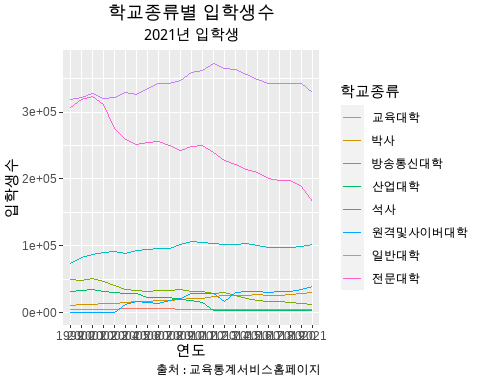 학교종류별 입학생수
2021년 입학생
입학생수
3e+05
2e+05
1e+05
0e+00
연도
학교종류
교육대학
박사
방송통신대학
산업대학
석사
원격및사이버대학
일반대학
전문대학
출처 : 교육통계서비스홈페이지